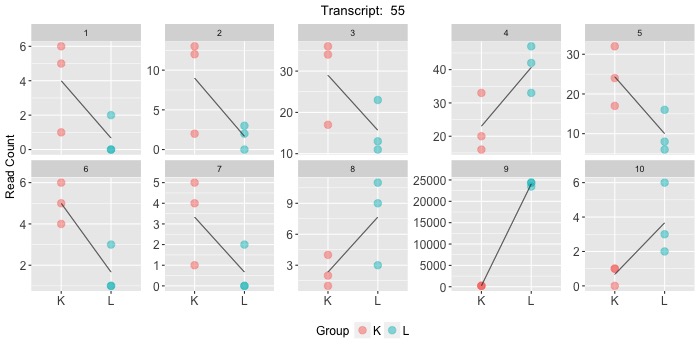 Transcript: 55
1 2 3 4 5
6 4 2 0
10 5 0
30 20 10
40 30 20
30 20 10
Read Count
6 7 8 9 10
6 4 2
5 4 3 2 1 0
9 6 3
25000 20000 15000 10000 5000 0
6 4 2 0
K L K L K L K L K L
Group K L